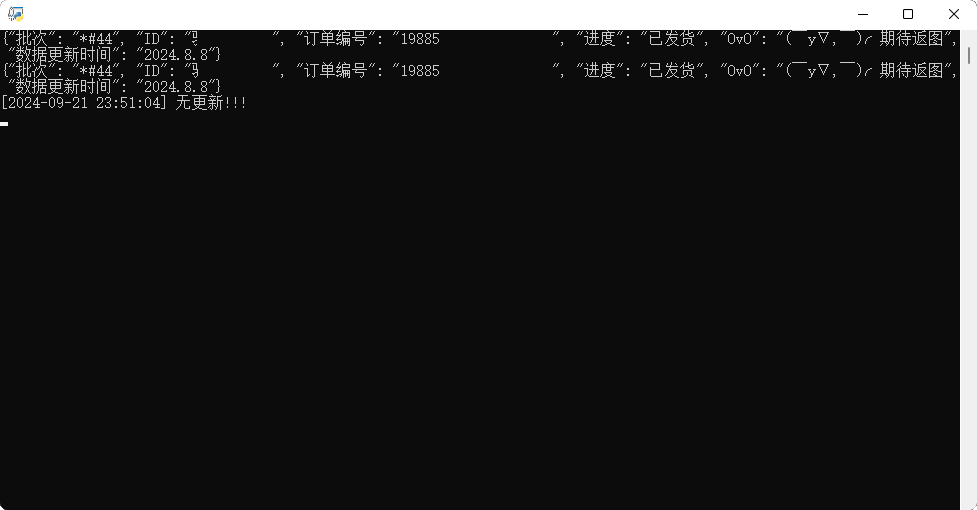 {"批次": "*#44", "ID": " ", "订单编号": "19885 ", "进度": "已发货", "OvO": "(￣y▽,￣)╭ 期待返图",
"数据更新时间": "2024.8.8"}
{"批次": "*#44", "ID": " ", "订单编号": "19885 ", "进度": "已发货", "OvO": "(￣y▽,￣)╭ 期待返图",
"数据更新时间": "2024.8.8"}
[2024-09-21 23:51:04] 无更新!!!